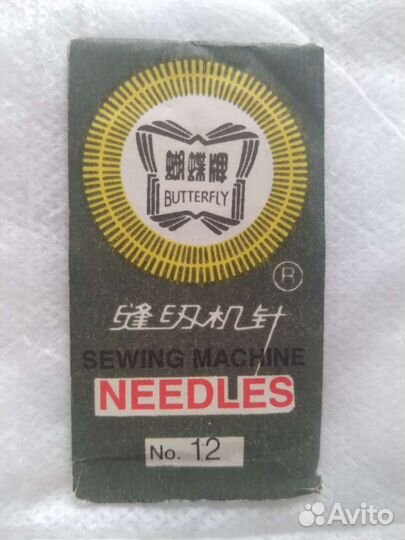 蝴蝶牌
BUTTERFLY
®
缝纫机针
SEWING MACHINE
NEEDLES
No. 12
Avito